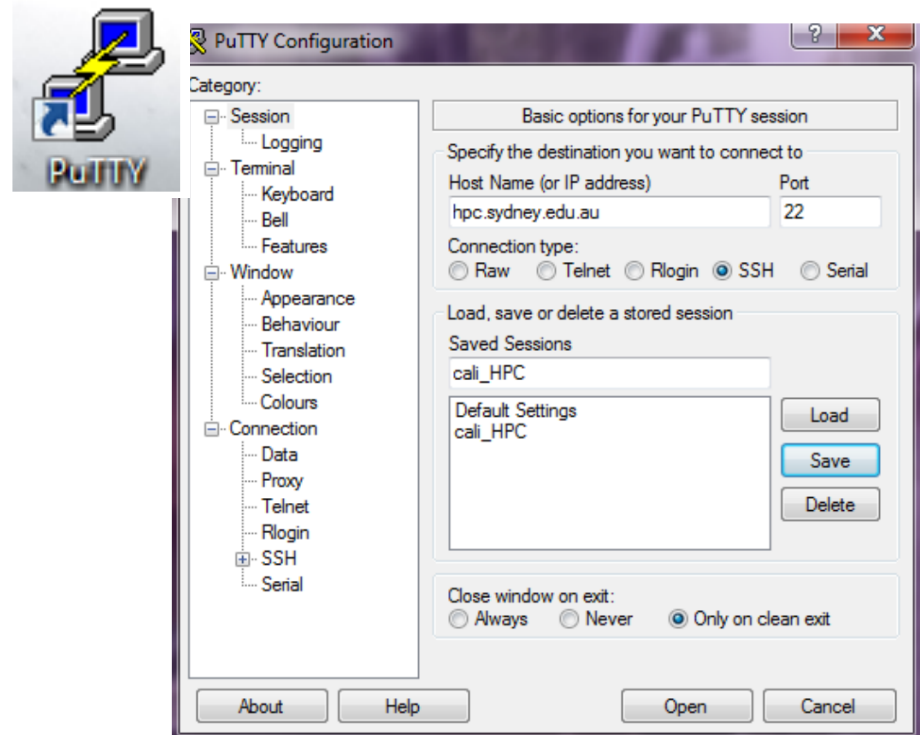 PuTTY
PuTTY Configuration
?
X
Category:
Session
Logging
Terminal
Keyboard
Bell
Features
Window
Appearance
Behaviour
Translation
Selection
Colours
Connection
Data
Proxy
Telnet
Rlogin
SSH
Serial
Basic options for your PuTTY session
Specify the destination you want to connect to
Host Name (or IP address) Port
hpc.sydney.edu.au 22
Connection type:
Raw Telnet Rlogin SSH Serial
Load, save or delete a stored session
Saved Sessions
cali_HPC
Default Settings
cali_HPC
Load
Save
Delete
Close window on exit:
Always Never Only on clean exit
About Help Open Cancel